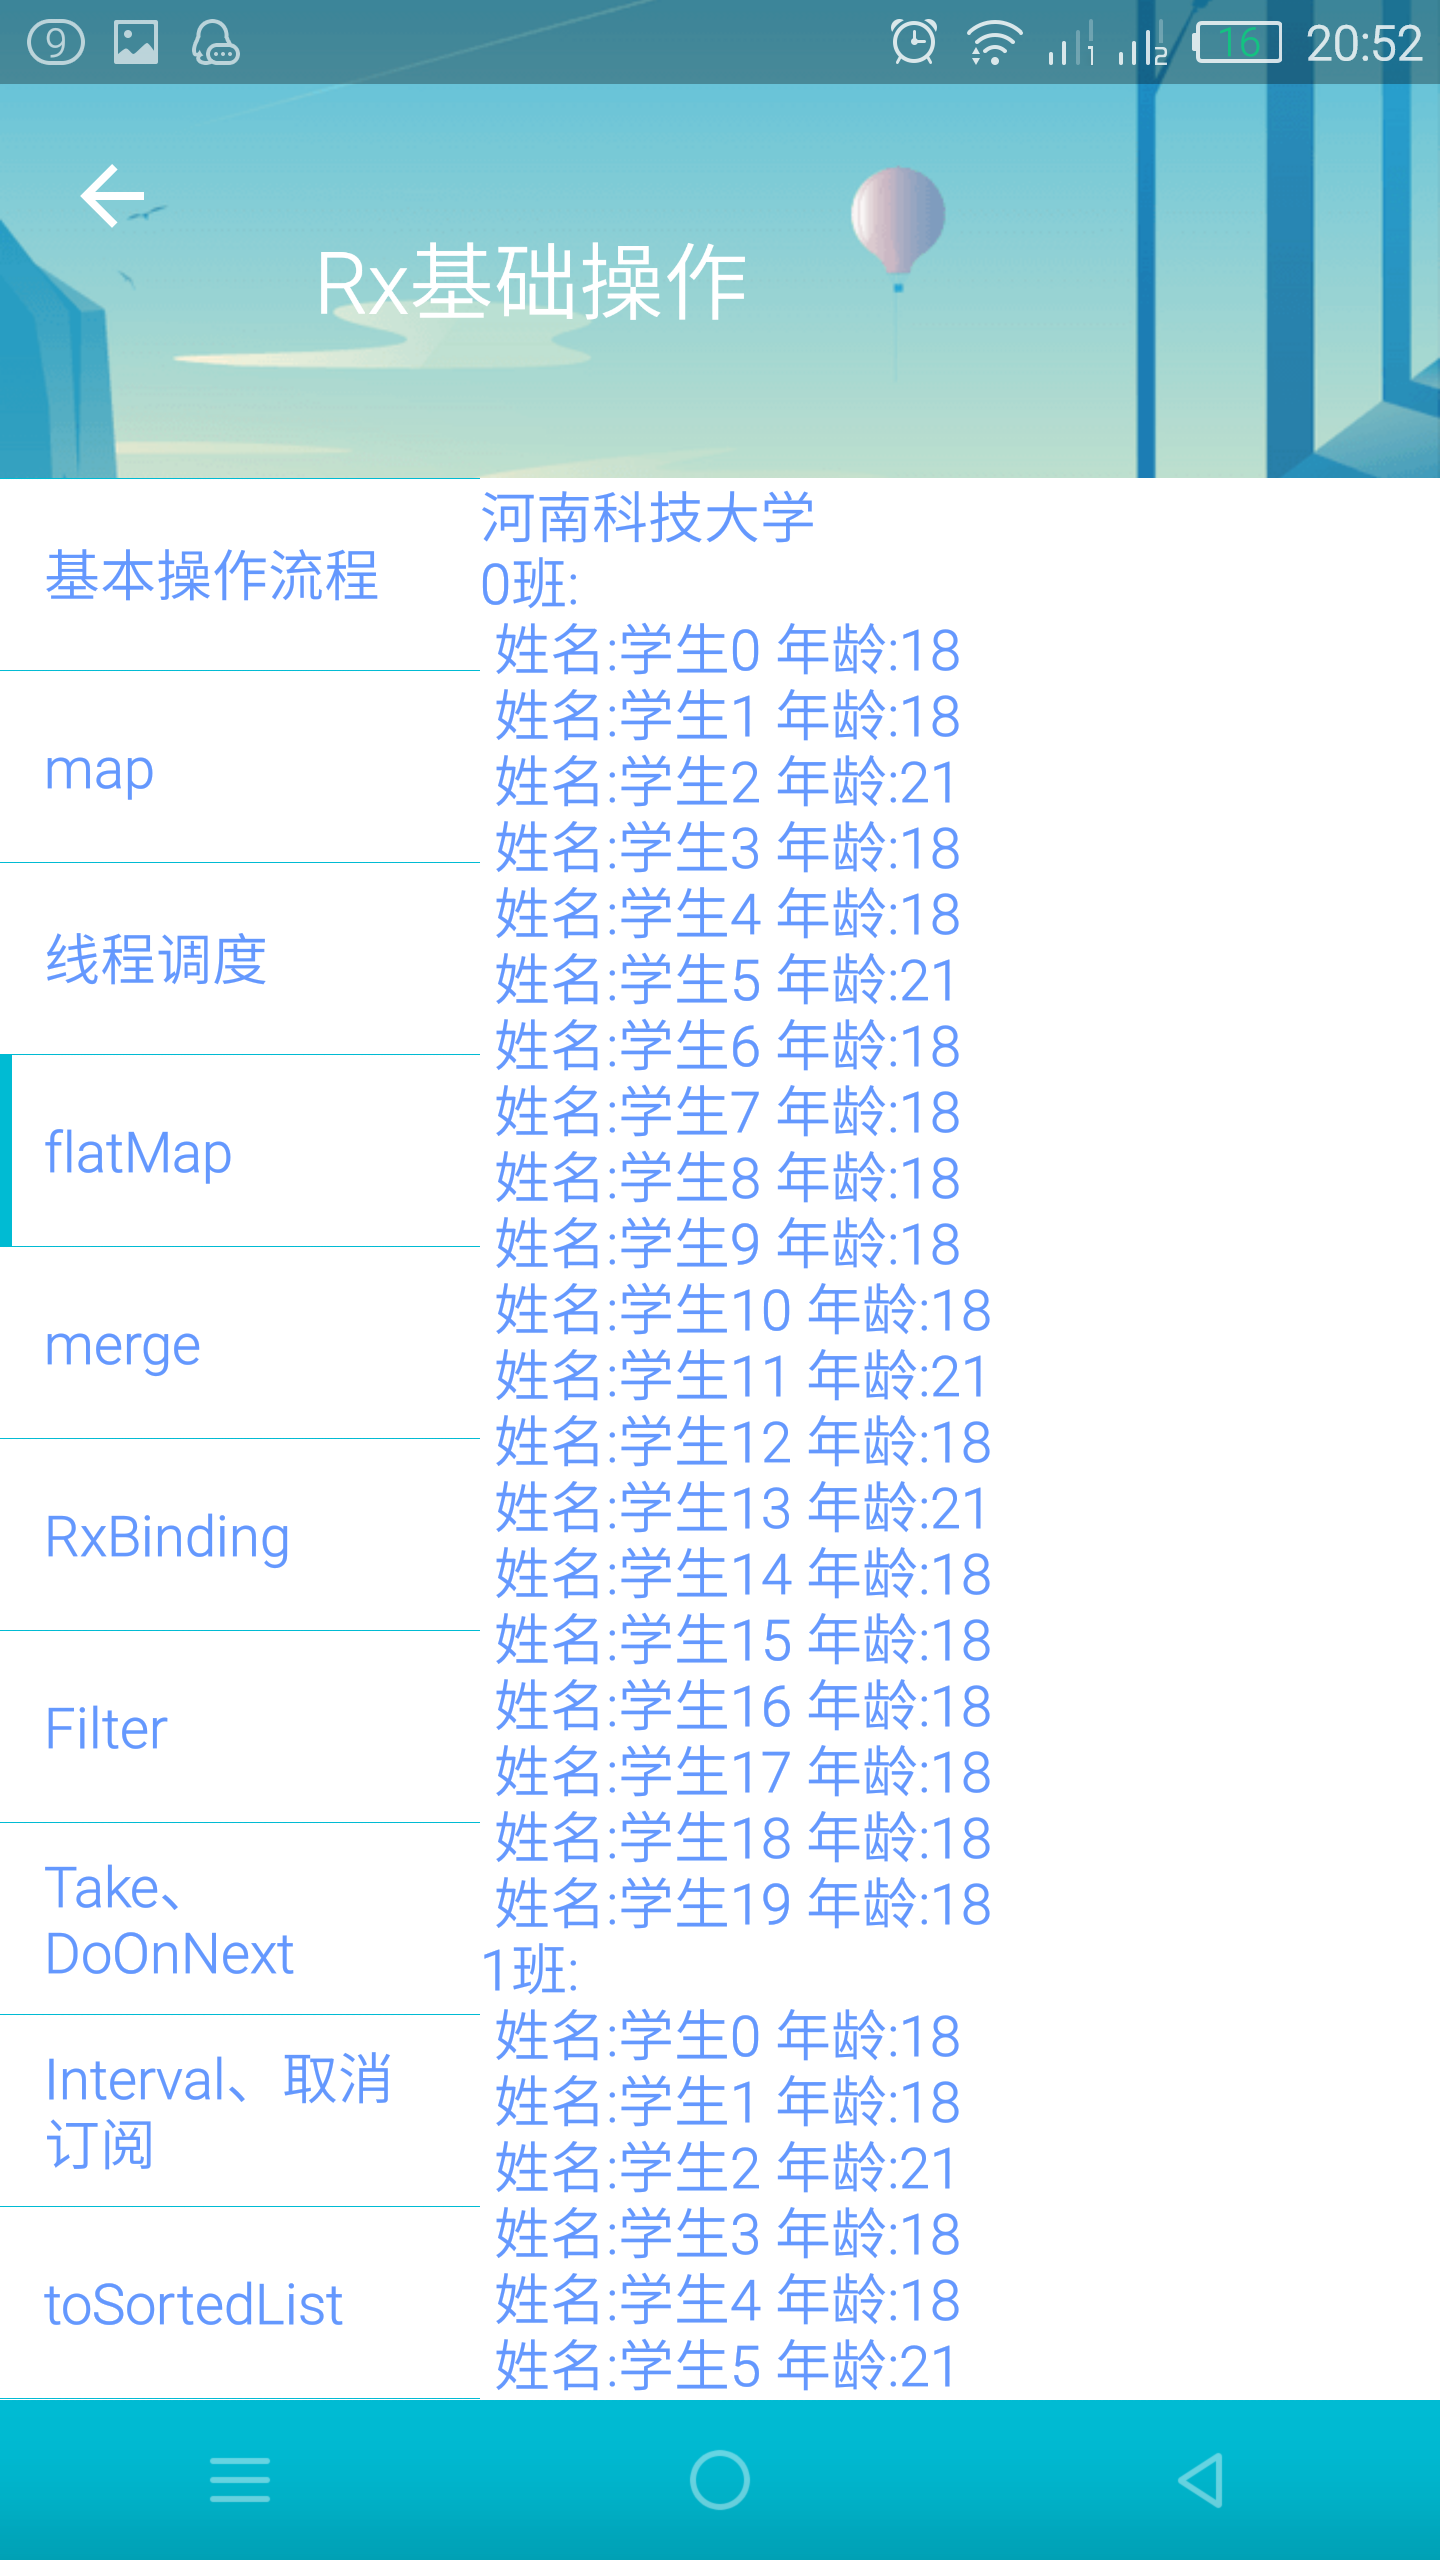 9
16
20:52
1
2
Rx基础操作
基本操作流程
map
线程调度
flatMap
merge
RxBinding
Filter
Take、
DoOnNext
Interval、取消
订阅
toSortedList
河南科技大学
0班:
姓名:学生0 年龄:18
姓名:学生1 年龄:18
姓名:学生2 年龄:21
姓名:学生3 年龄:18
姓名:学生4 年龄:18
姓名:学生5 年龄:21
姓名:学生6 年龄:18
姓名:学生7 年龄:18
姓名:学生8 年龄:18
姓名:学生9 年龄:18
姓名:学生10 年龄:18
姓名:学生11 年龄:21
姓名:学生12 年龄:18
姓名:学生13 年龄:21
姓名:学生14 年龄:18
姓名:学生15 年龄:18
姓名:学生16 年龄:18
姓名:学生17 年龄:18
姓名:学生18 年龄:18
姓名:学生19 年龄:18
1班:
姓名:学生0 年龄:18
姓名:学生1 年龄:18
姓名:学生2 年龄:21
姓名:学生3 年龄:18
姓名:学生4 年龄:18
姓名:学生5 年龄:21